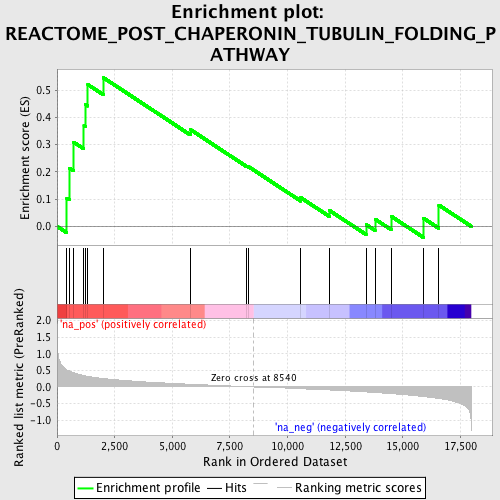 Enrichment plot:
REACTOME_POST_CHAPERONIN_TUBULIN_FOLDING_P
ATHWAY
Enrichment score (ES)
0.5
0.4
0.3
0.2
0.1
0.0
'na_pos' (positively correlated)
Ranked list metric (PreRanked)
2.0
1.5
1.0
0.5
0.0
-0.5
-1.0
Zero cross at 8540
'na_neg' (negatively correlated)
0
2,500
5,000
7,500
10,000
12,500
15,000
17,500
Rank in Ordered Dataset
Enrichment profile
Hits
Ranking metric scores